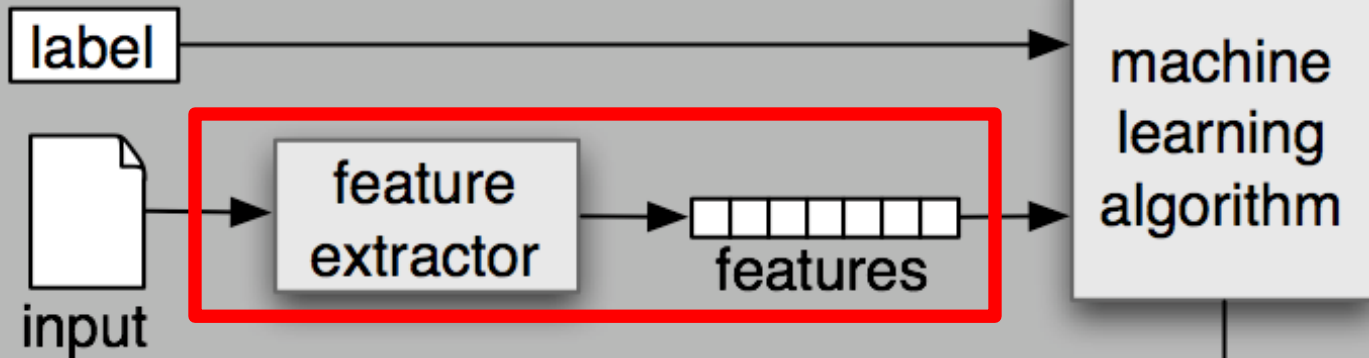 label
machine
learning
algorithm
feature
extractor
features
input